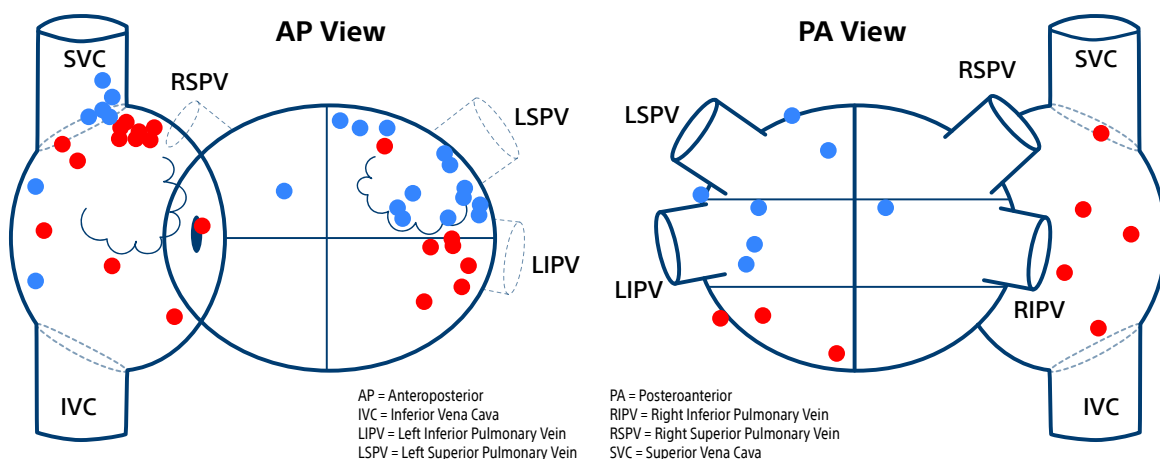 AP View
SVC
RSPV
LSPV
LIPV
IVC
AP = Anteroposterior
IVC = Inferior Vena Cava
LIPV = Left Inferior Pulmonary Vein
LSPV = Left Superior Pulmonary Vein
PA View
LSPV
RSPV
SVC
LIPV
RIPV
IVC
PA = Posteroanterior
RIPV = Right Inferior Pulmonary Vein
RSPV = Right Superior Pulmonary Vein
SVC = Superior Vena Cava